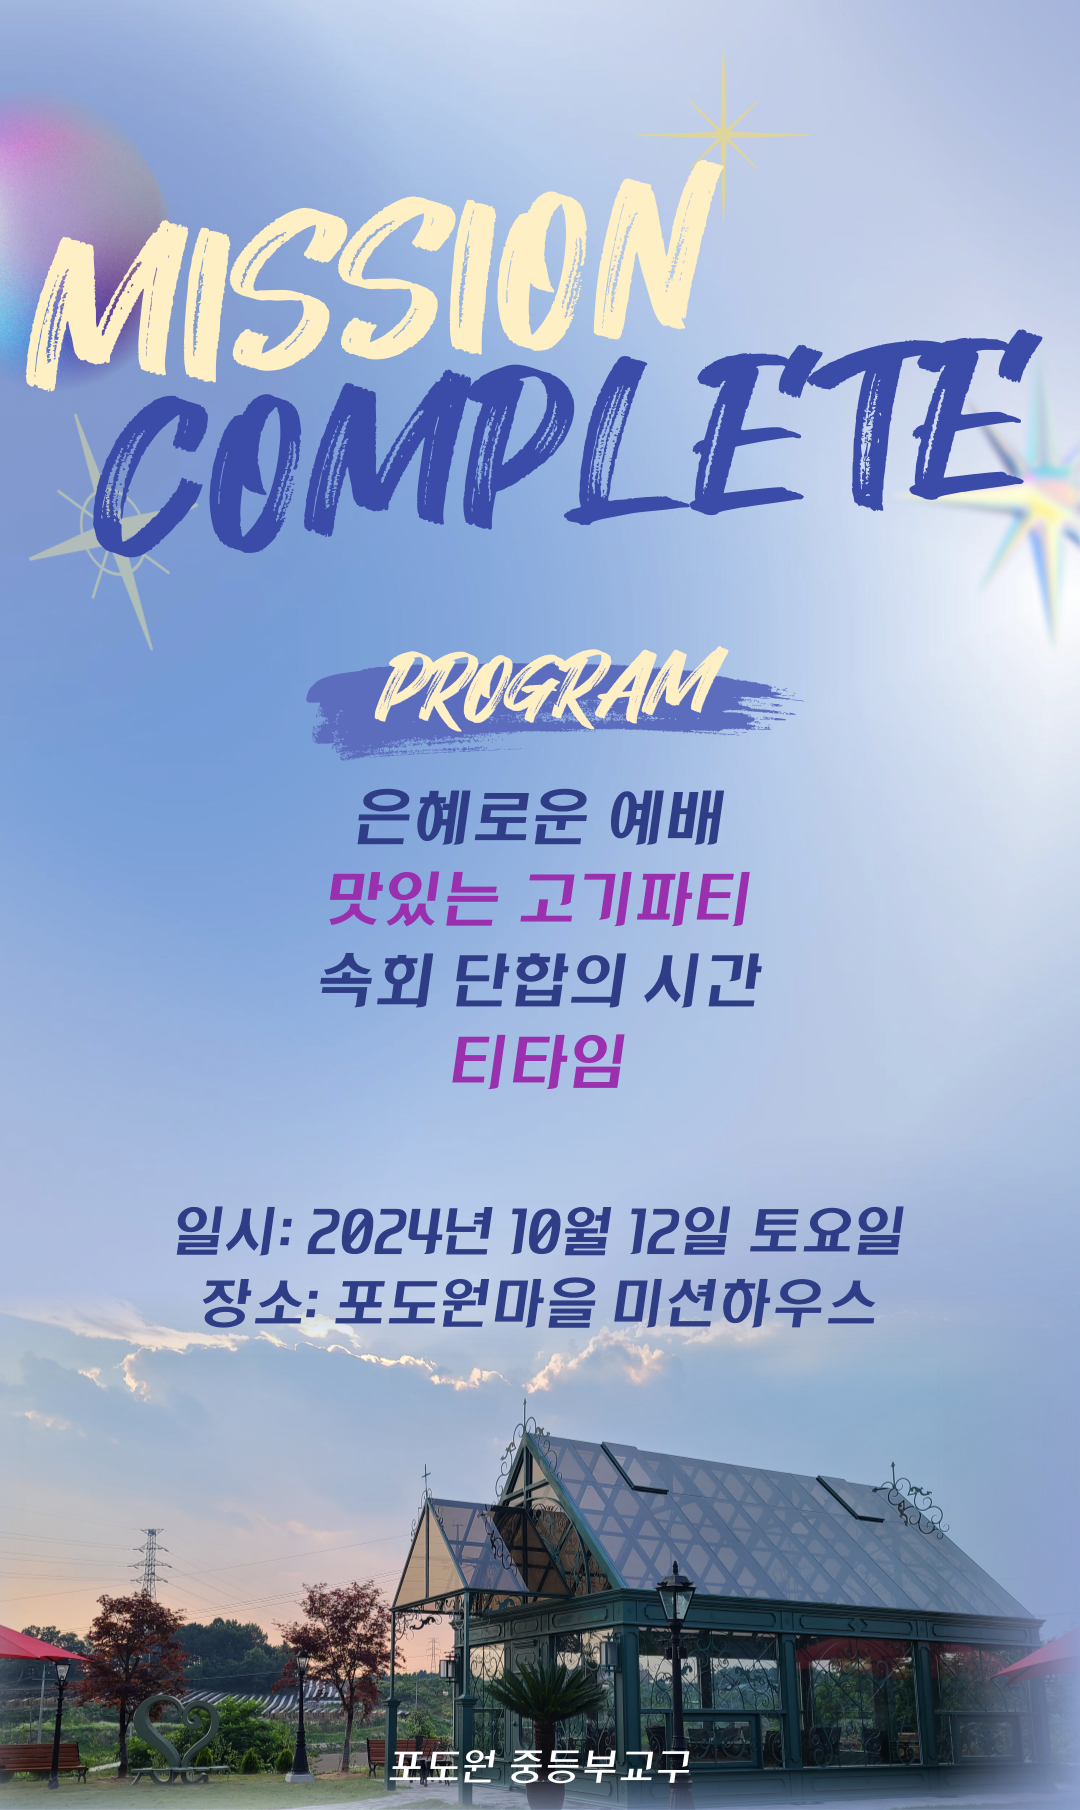 MISSION
COMPLETE
PROGRAM
은혜로운 예배
맛있는 고기파티
속회 단합의 시간
티타임
일시: 2024년 10월 12일 토요일
장소: 포도원마을 미션하우스
포도원 중등부교구